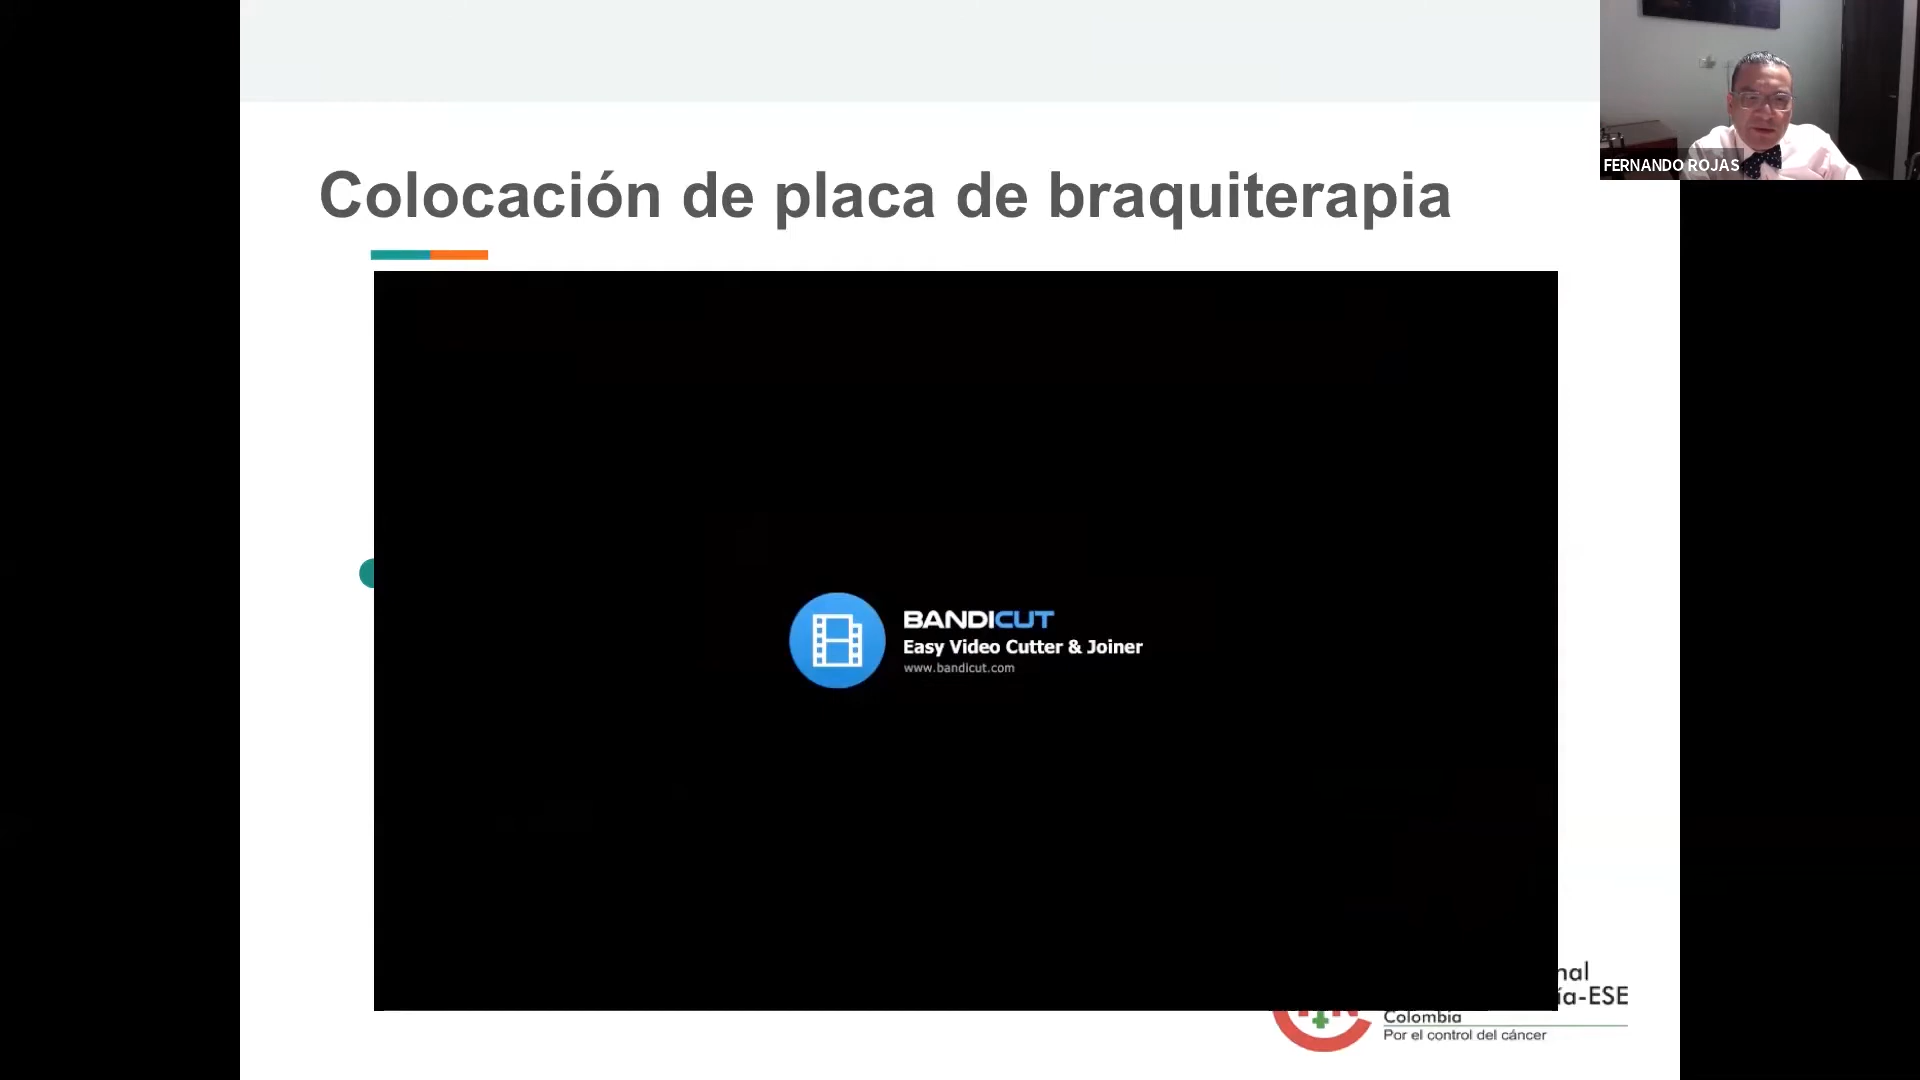 FERNANDO ROJAS
Colocación de placa de braquiterapia
BANDICUT
Easy Video Cutter & Joiner
www.bandicut.com
nal
ía-ESE
Colombia
Por el control del cáncer